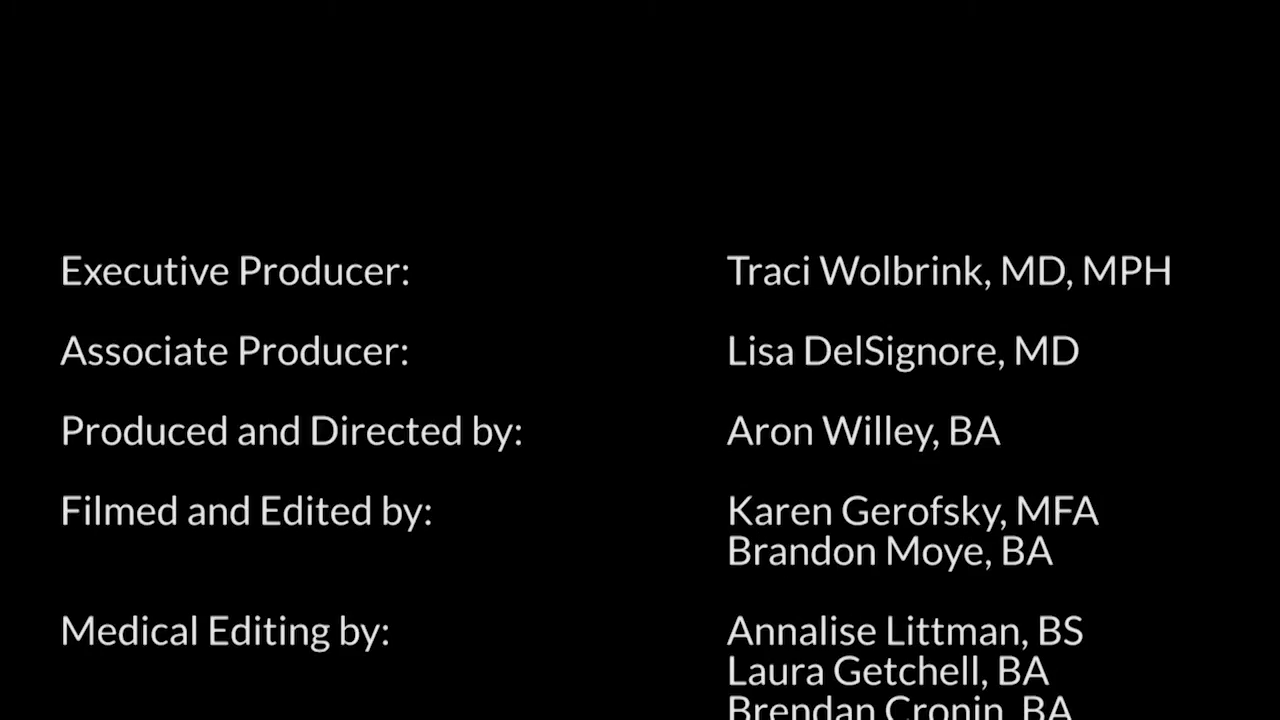 Executive Producer: Traci Wolbrink, MD, MPH
Associate Producer: Lisa DelSignore, MD
Produced and Directed by: Aron Willey, BA
Filmed and Edited by: Karen Gerofsky, MFA
Brandon Moye, BA
Medical Editing by: Annalise Littman, BS
Laura Getchell, BA
Brendan Cronin, BA